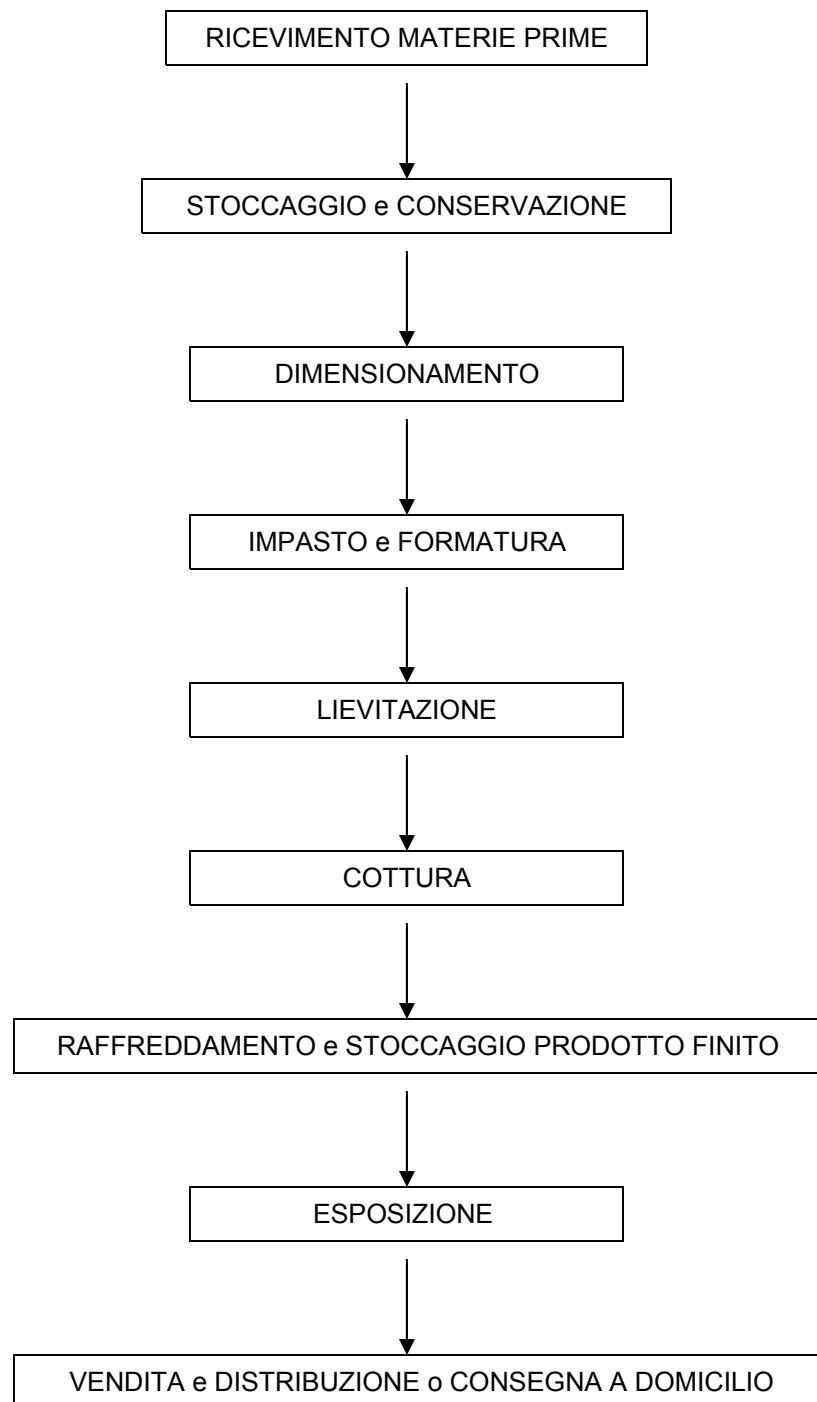 RICEVIMENTO MATERIE PRIME
STOCCAGGIO e CONSERVAZIONE
DIMENSIONAMENTO
IMPASTO e FORMATURA
LIEVITAZIONE
COTTURA
RAFFREDDAMENTO e STOCCAGGIO PRODOTTO FINITO
ESPOSIZIONE
VENDITA e DISTRIBUZIONE o CONSEGNA A DOMICILIO